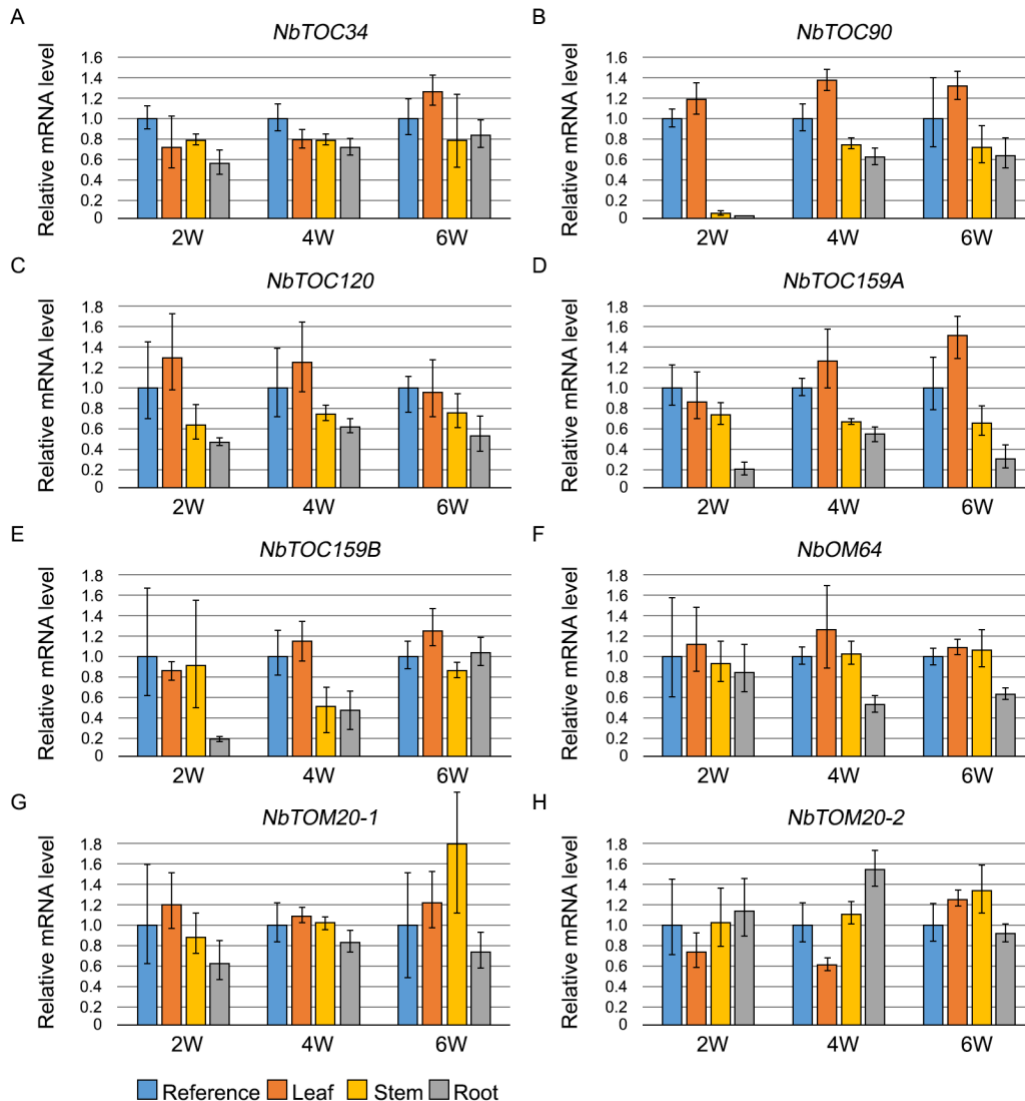 A
NbTOC34
Relative mRNA level
1.6
1.4
1.2
1.0
0.8
0.6
0.4
0.2
0
2W 4W 6W
B
NbTOC90
Relative mRNA level
1.6
1.4
1.2
1.0
0.8
0.6
0.4
0.2
0
2W 4W 6W
C
NbTOC120
Relative mRNA level
1.8
1.6
1.4
1.2
1.0
0.8
0.6
0.4
0.2
0
2W 4W 6W
D
NbTOC159A
Relative mRNA level
1.8
1.6
1.4
1.2
1.0
0.8
0.6
0.4
0.2
0
2W 4W 6W
E
NbTOC159B
Relative mRNA level
1.8
1.6
1.4
1.2
1.0
0.8
0.6
0.4
0.2
0
2W 4W 6W
F
NbOM64
Relative mRNA level
1.8
1.6
1.4
1.2
1.0
0.8
0.6
0.4
0.2
0
2W 4W 6W
G
NbTOM20-1
Relative mRNA level
1.8
1.6
1.4
1.2
1.0
0.8
0.6
0.4
0.2
0
2W 4W 6W
H
NbTOM20-2
Relative mRNA level
1.8
1.6
1.4
1.2
1.0
0.8
0.6
0.4
0.2
0
2W 4W 6W
Reference Leaf Stem Root